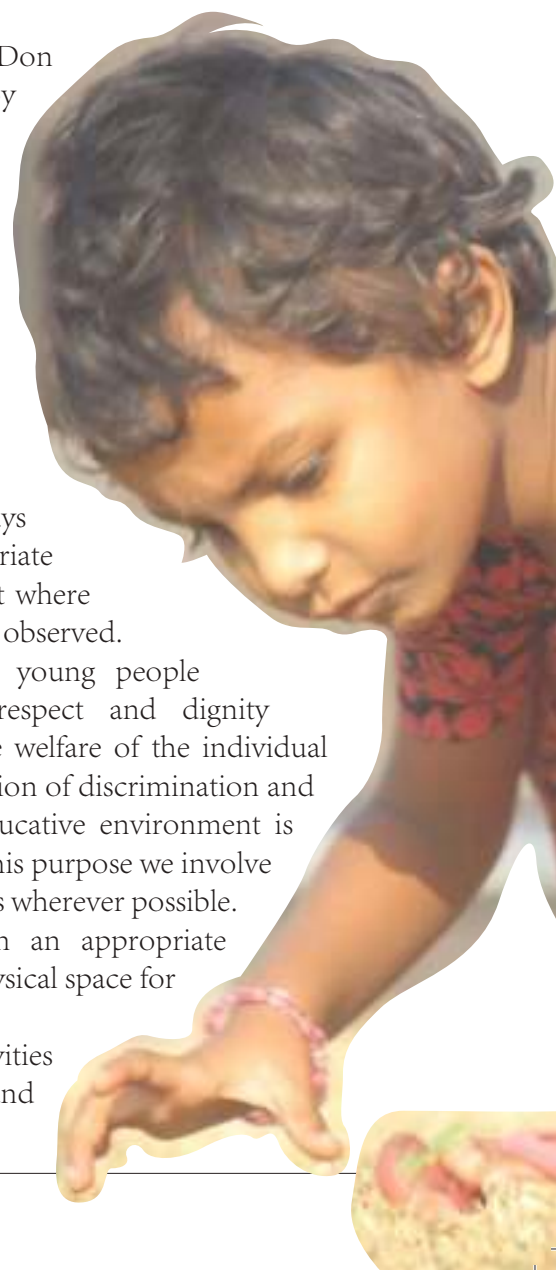 Don
y
ys
riate
t where
observed.
young people
respect and dignity
e welfare of the individual
ion of discrimination and
ucative environment is
his purpose we involve
s wherever possible.
n an appropriate
ysical space for
vities
nd